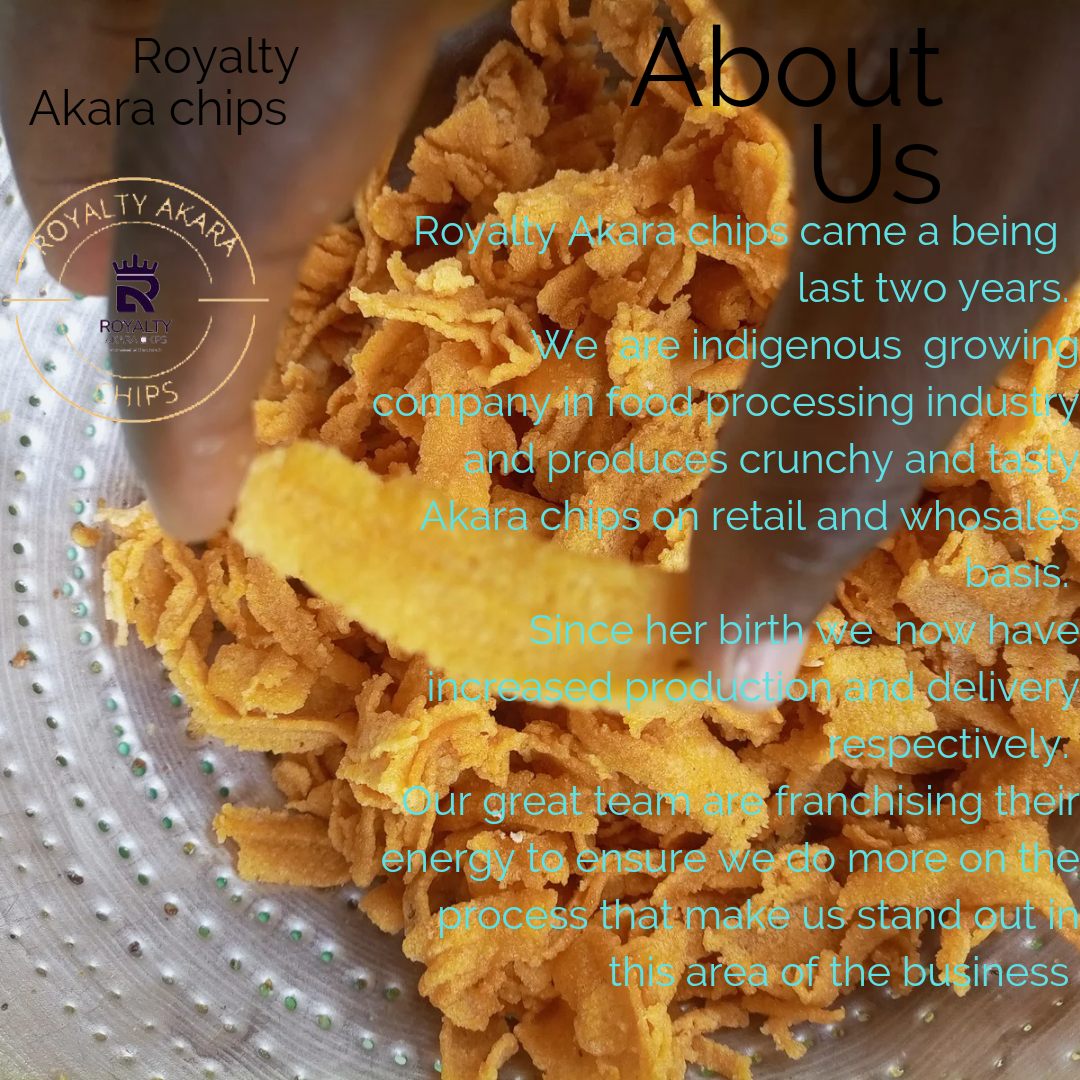 Royalty
Akara chips
About
Us
ROYALTY AKARA
ROYALTY
CHIPS
Royalty Akara chips came a being
last two years.
We are indigenous growing
company in food processing industry
and produces crunchy and tasty
Akara chips on retail and whosales
basis.
Since her birth we now have
increased production and delivery
respectively.
Our great team are franchising their
energy to ensure we do more on the
process that make us stand out in
this area of the business